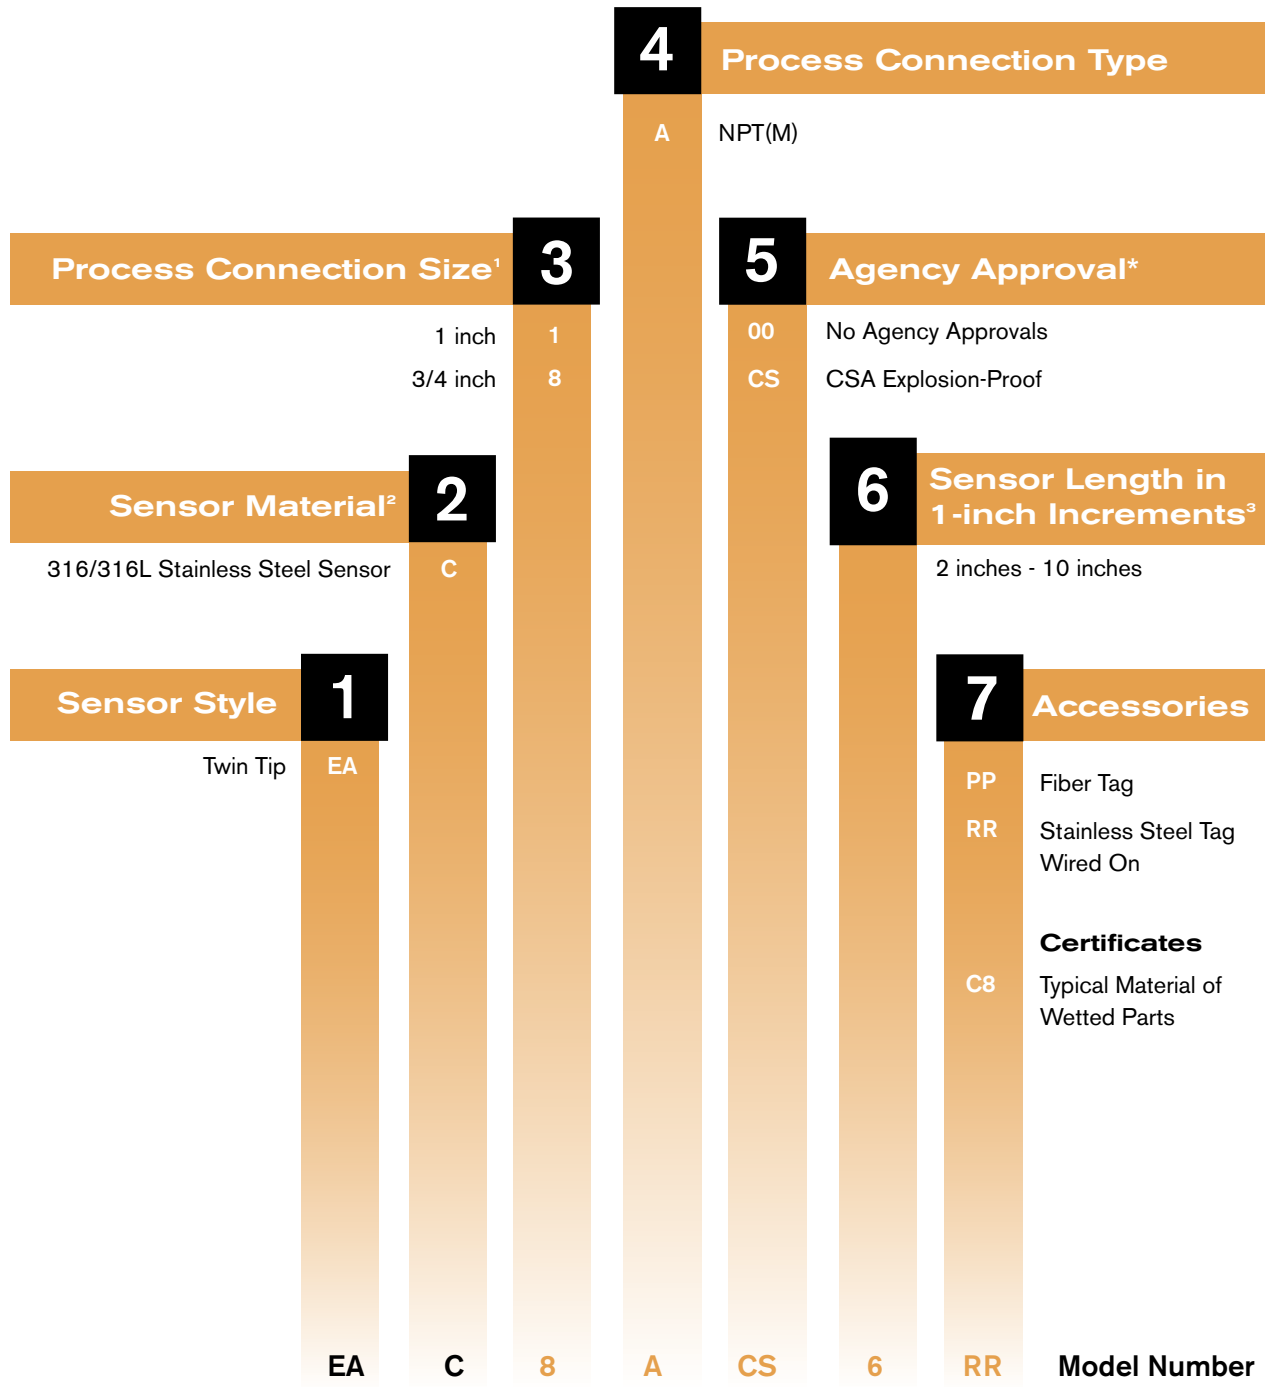 4
Process Connection Type
A NPT(M)
3
Process Connection Size¹
1 inch 1
3/4 inch 8
5
Agency Approval*
00 No Agency Approvals
CS CSA Explosion-Proof
2
Sensor Material²
316/316L Stainless Steel Sensor C
6
Sensor Length in
1-inch Increments³
2 inches - 10 inches
1
Sensor Style
Twin Tip EA
7
Accessories
PP Fiber Tag
RR Stainless Steel Tag
Wired On
Certificates
C8 Typical Material of
Wetted Parts
EA C 8 A CS 6 RR Model Number